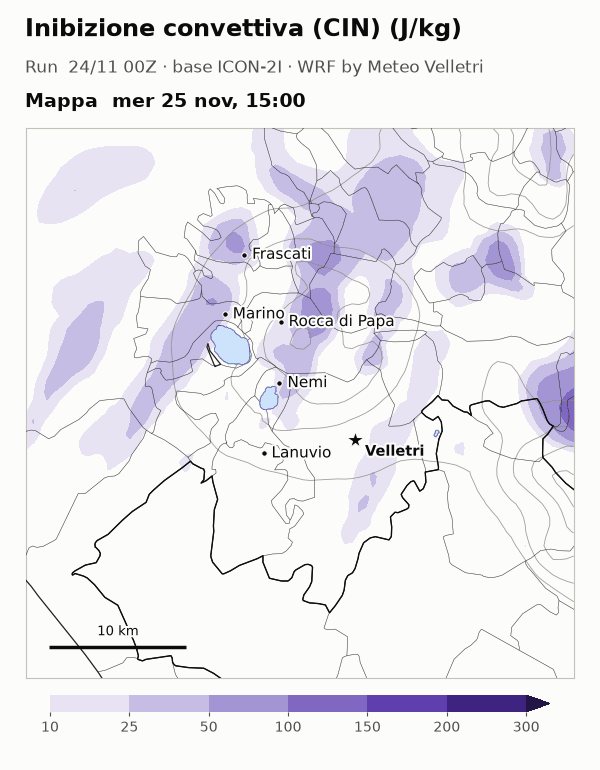 Inibizione convettiva (CIN) (J/kg)
Run  24/11 00Z · base ICON-2I · WRF by Meteo Velletri
Mappa  mer 25 nov, 15:00
Frascati
Marino
Rocca di Papa
Nemi
Lanuvio
Velletri
10 km
10 25 50 100 150 200 300